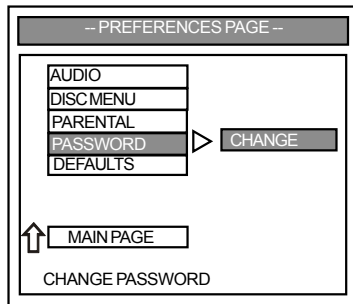 -- PREFERENCES PAGE --
AUDIO
DISC MENU
PARENTAL
PASSWORD
CHANGE
DEFAULTS
MAIN PAGE
CHANGE PASSWORD